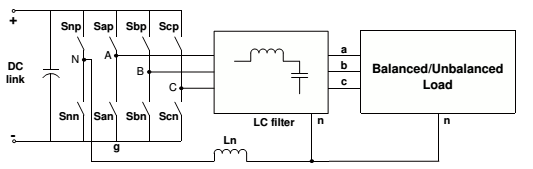 +
Snp Sap Sbp Scp
DC
link
N
A
B
C
a
b
c
Balanced/Unbalanced
Load
Snn San Sbn Scn
LC filter
n
n
-
g
Ln